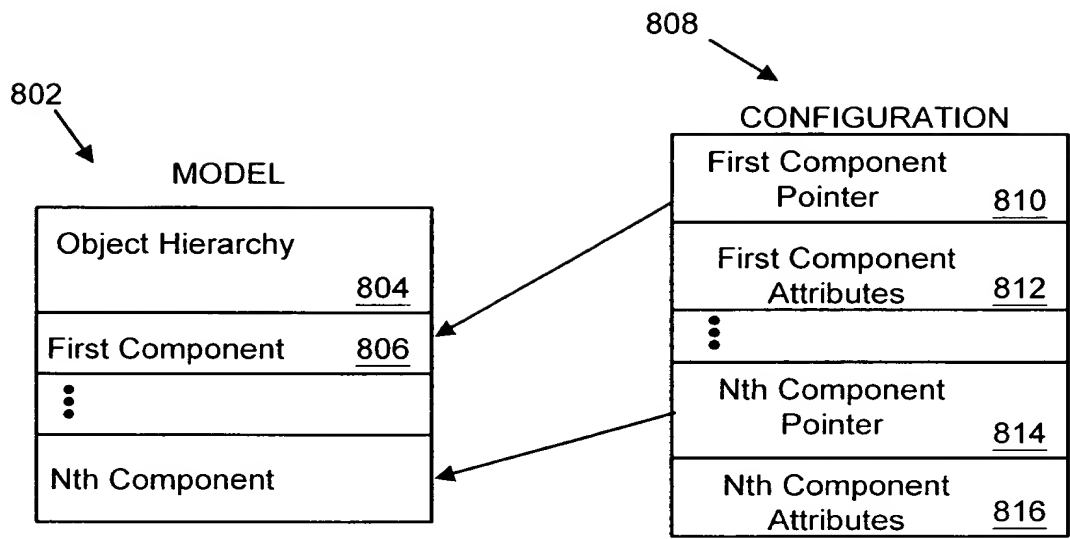 808
802
CONFIGURATION
MODEL
First Component
Pointer 810
First Component
Attributes 812
Nth Component
Pointer 814
Nth Component
Attributes 816
Object Hierarchy
804
First Component 806
Nth Component